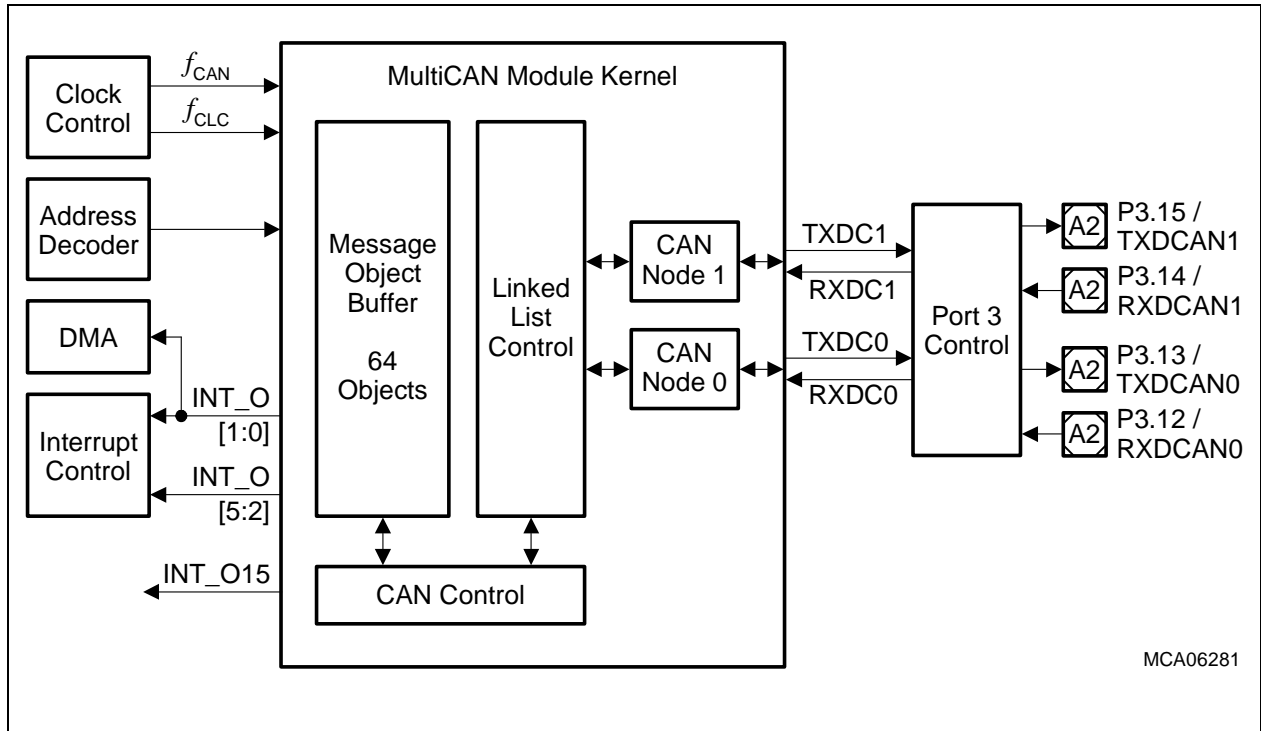 MultiCAN Module Kernel
f CAN
f CLC
Clock
Control
Address
Decoder
DMA
Interrupt
Control
INT_O
[1:0]
INT_O
[5:2]
INT_O15
Message
Object
Buffer
64
Objects
Linked
List
Control
CAN Control
CAN
Node 1
CAN
Node 0
TXDC1
RXDC1
TXDC0
RXDC0
Port 3
Control
A2
P3.15 /
TXDCAN1
A2
P3.14 /
RXDCAN1
A2
P3.13 /
TXDCAN0
A2
P3.12 /
RXDCAN0
MCA06281